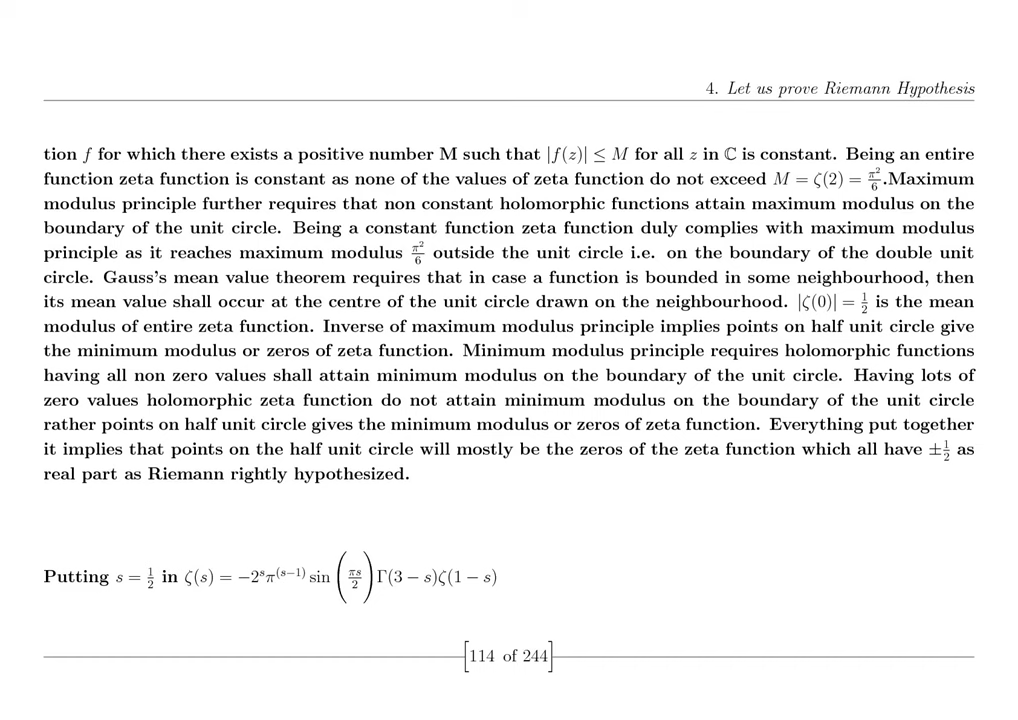 4. Let us prove Riemann Hypothesis
tion f for which there exists a positive number M such that |f(z)| ≤ M for all z in ℂ is constant. Being an entire
function zeta function is constant as none of the values of zeta function do not exceed M = ζ(2) = π²/6.Maximum
modulus principle further requires that non constant holomorphic functions attain maximum modulus on the
boundary of the unit circle. Being a constant function zeta function duly complies with maximum modulus
principle as it reaches maximum modulus π²/6 outside the unit circle i.e. on the boundary of the double unit
circle. Gauss's mean value theorem requires that in case a function is bounded in some neighbourhood, then
its mean value shall occur at the centre of the unit circle drawn on the neighbourhood. |ζ(0)| = 1/2 is the mean
modulus of entire zeta function. Inverse of maximum modulus principle implies points on half unit circle give
the minimum modulus or zeros of zeta function. Minimum modulus principle requires holomorphic functions
having all non zero values shall attain minimum modulus on the boundary of the unit circle. Having lots of
zero values holomorphic zeta function do not attain minimum modulus on the boundary of the unit circle
rather points on half unit circle gives the minimum modulus or zeros of zeta function. Everything put together
it implies that points on the half unit circle will mostly be the zeros of the zeta function which all have ±1/2 as
real part as Riemann rightly hypothesized.
Putting s = 1/2 in ζ(s) = −2^sπ^(s−1) sin(πs/2)Γ(3 − s)ζ(1 − s)
[114 of 244]